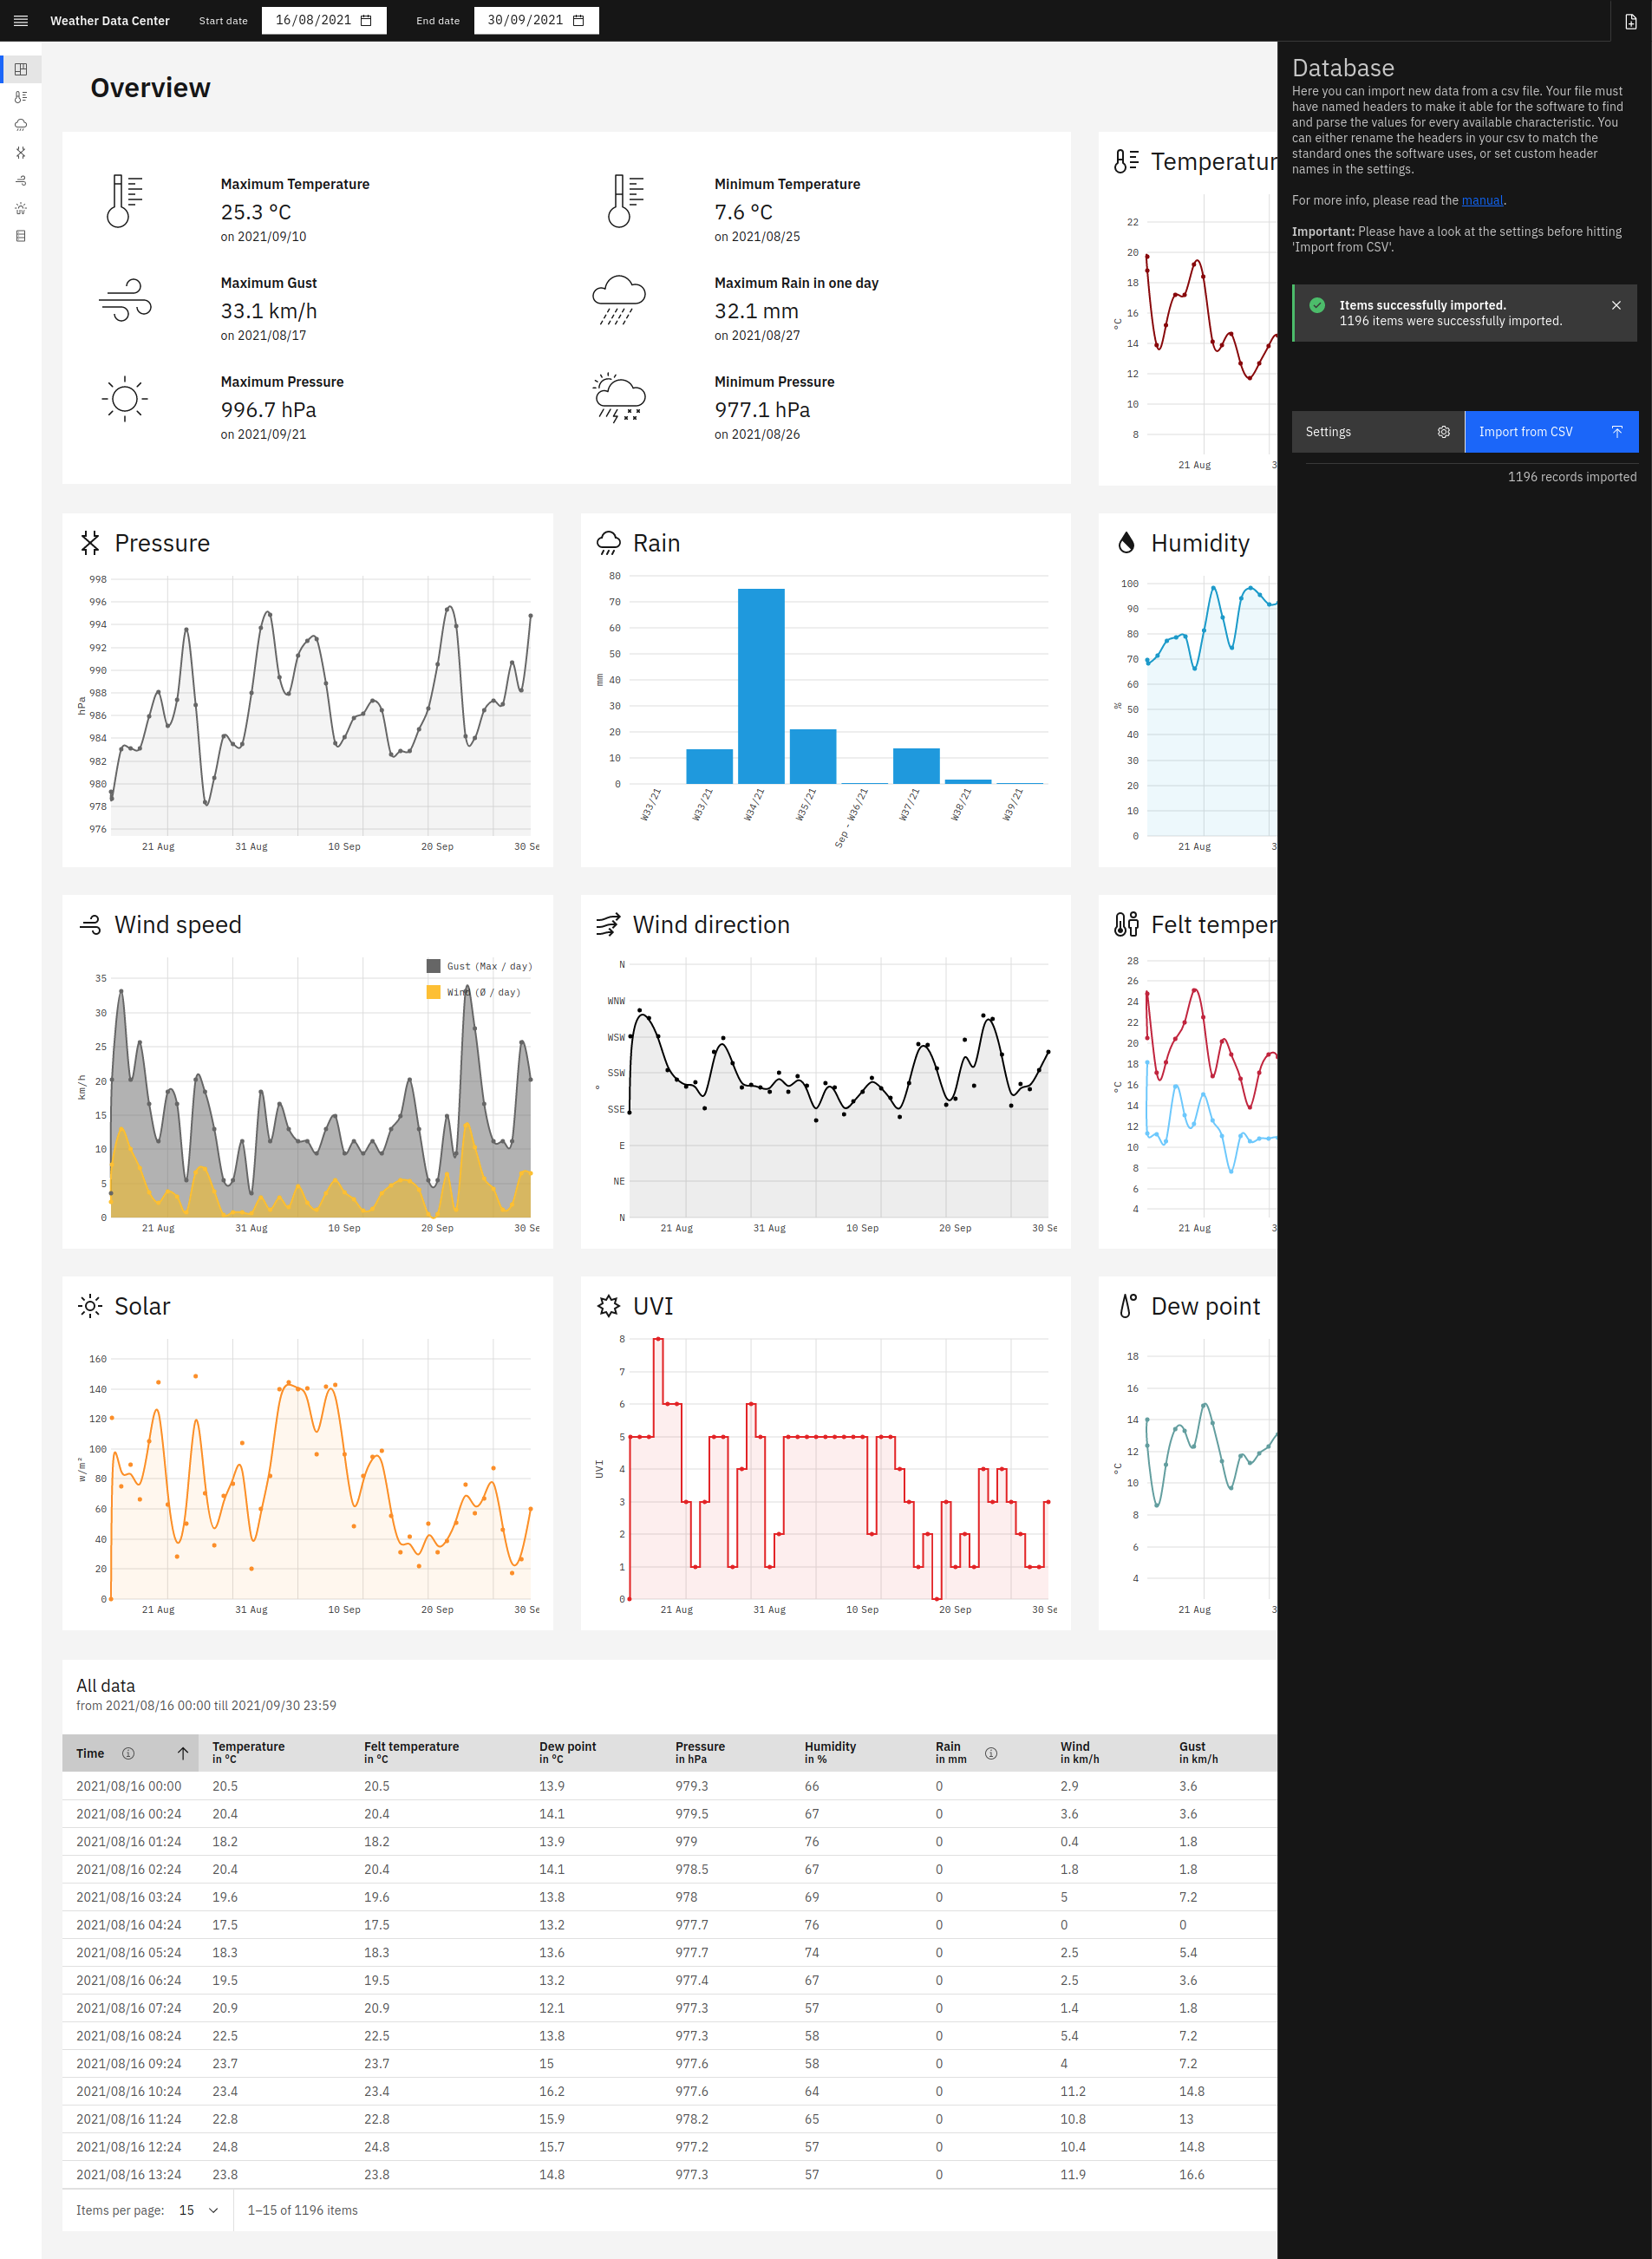 Weather Data Center
Start date
16/08/2021
End date
30/09/2021
Overview
Maximum Temperature
25.3 °C
on 2021/09/10
Minimum Temperature
7.6 °C
on 2021/08/25
Maximum Gust
33.1 km/h
on 2021/08/17
Maximum Rain in one day
32.1 mm
on 2021/08/27
Maximum Pressure
996.7 hPa
on 2021/09/21
Minimum Pressure
977.1 hPa
on 2021/08/26
Temperatur
22
20
18
16
14
12
10
8
°C
21 Aug
3
Pressure
998
996
994
992
990
988
986
984
982
980
978
976
hPa
21 Aug
31 Aug
10 Sep
20 Sep
30 Se
Rain
80
70
60
50
40
30
20
10
0
mm
W33/21
W33/21
W34/21
W35/21
Sep - W36/21
W37/21
W38/21
W39/21
Humidity
100
90
80
70
60
50
40
30
20
10
0
%
21 Aug
3
Wind speed
Gust (Max / day)
Wind (Ø / day)
35
30
25
20
15
10
5
0
km/h
21 Aug
31 Aug
10 Sep
20 Sep
30 Se
Wind direction
N
WNW
WSW
SSW
SSE
E
NE
N
°
21 Aug
31 Aug
10 Sep
20 Sep
30 Se
Felt temper
28
26
24
22
20
18
16
14
12
10
8
6
4
°C
21 Aug
3
Solar
160
140
120
100
80
60
40
20
0
w/m²
21 Aug
31 Aug
10 Sep
20 Sep
30 Se
UVI
8
7
6
5
4
3
2
1
0
UVI
21 Aug
31 Aug
10 Sep
20 Sep
30 Se
Dew point
18
16
14
12
10
8
6
4
°C
21 Aug
3
All data
from 2021/08/16 00:00 till 2021/09/30 23:59
Time Temperature in °C Felt temperature in °C Dew point in °C Pressure in hPa Humidity in % Rain in mm Wind in km/h Gust in km/h
2021/08/16 00:00 20.5 20.5 13.9 979.3 66 0 2.9 3.6
2021/08/16 00:24 20.4 20.4 14.1 979.5 67 0 3.6 3.6
2021/08/16 01:24 18.2 18.2 13.9 979 76 0 0.4 1.8
2021/08/16 02:24 20.4 20.4 14.1 978.5 67 0 1.8 1.8
2021/08/16 03:24 19.6 19.6 13.8 978 69 0 5 7.2
2021/08/16 04:24 17.5 17.5 13.2 977.7 76 0 0 0
2021/08/16 05:24 18.3 18.3 13.6 977.7 74 0 2.5 5.4
2021/08/16 06:24 19.5 19.5 13.2 977.4 67 0 2.5 3.6
2021/08/16 07:24 20.9 20.9 12.1 977.3 57 0 1.4 1.8
2021/08/16 08:24 22.5 22.5 13.8 977.3 58 0 5.4 7.2
2021/08/16 09:24 23.7 23.7 15 977.6 58 0 4 7.2
2021/08/16 10:24 23.4 23.4 16.2 977.6 64 0 11.2 14.8
2021/08/16 11:24 22.8 22.8 15.9 978.2 65 0 10.8 13
2021/08/16 12:24 24.8 24.8 15.7 977.2 57 0 10.4 14.8
2021/08/16 13:24 23.8 23.8 14.8 977.3 57 0 11.9 16.6
Items per page: 15
1–15 of 1196 items
Database
Here you can import new data from a csv file. Your file must
have named headers to make it able for the software to find
and parse the values for every available characteristic. You
can either rename the headers in your csv to match the
standard ones the software uses, or set custom header
names in the settings.
For more info, please read the manual.
Important: Please have a look at the settings before hitting
'Import from CSV'.
Items successfully imported.
1196 items were successfully imported.
Settings
Import from CSV
1196 records imported